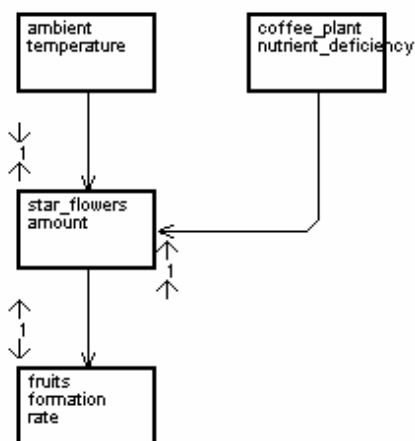 ambient
temperature
coffee_plant
nutrient_deficiency
1
star_flowers
amount
1
1
fruits
formation
rate